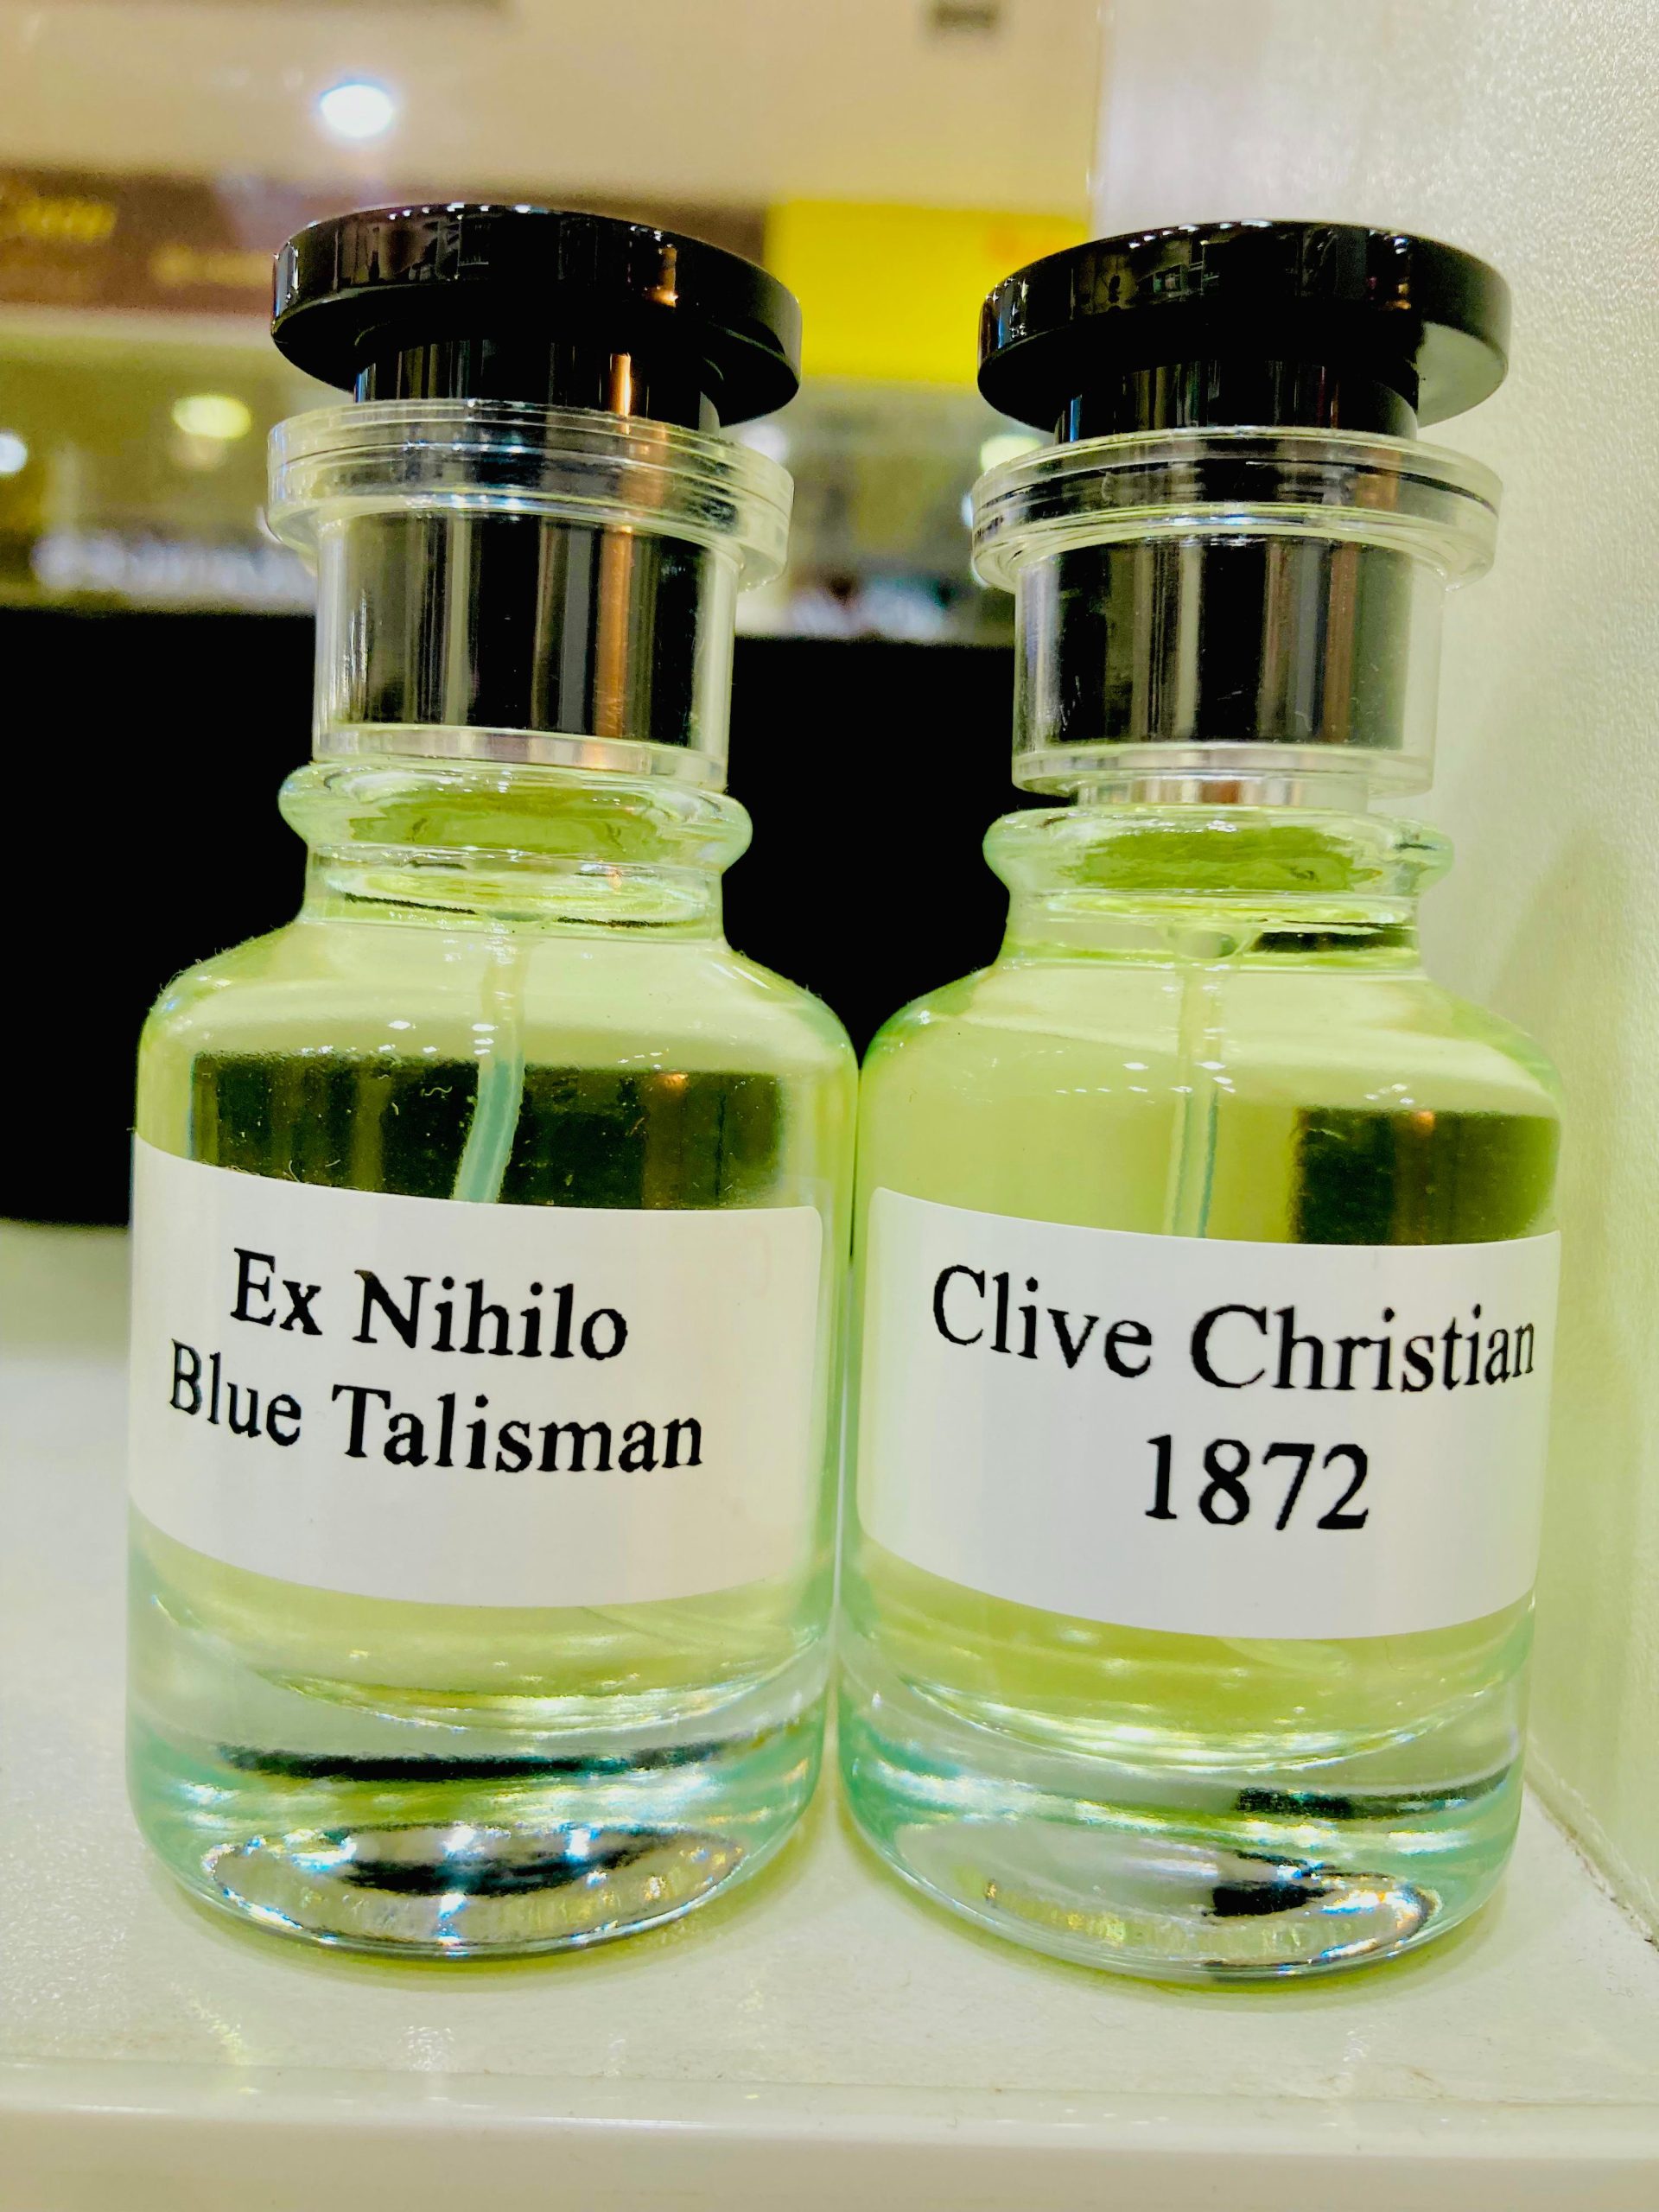 Ex Nihilo
Blue Talisman
Clive Christian
1872